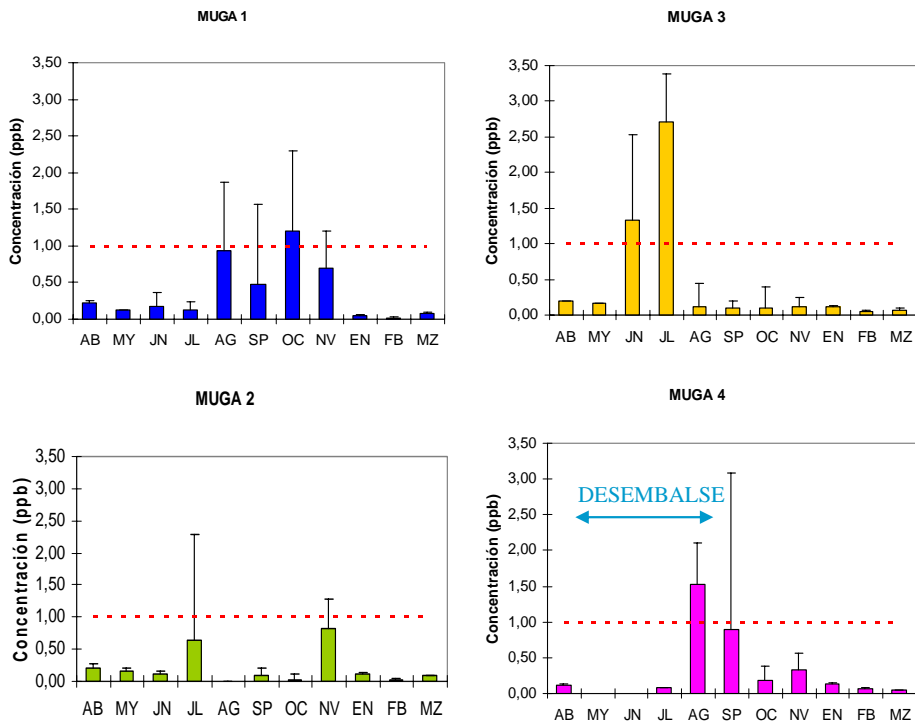 MUGA 1
Concentración (ppb)
3,50
3,00
2,50
2,00
1,50
1,00
0,50
0,00
AB MY JN JL AG SP OC NV EN FB MZ
MUGA 3
Concentración (ppb)
3,50
3,00
2,50
2,00
1,50
1,00
0,50
0,00
AB MY JN JL AG SP OC NV EN FB MZ
MUGA 2
Concentración (ppb)
3,50
3,00
2,50
2,00
1,50
1,00
0,50
0,00
AB MY JN JL AG SP OC NV EN FB MZ
MUGA 4
Concentración (ppb)
3,50
3,00
2,50
2,00
1,50
1,00
0,50
0,00
DESEMBALSE
AB MY JN JL AG SP OC NV EN FB MZ